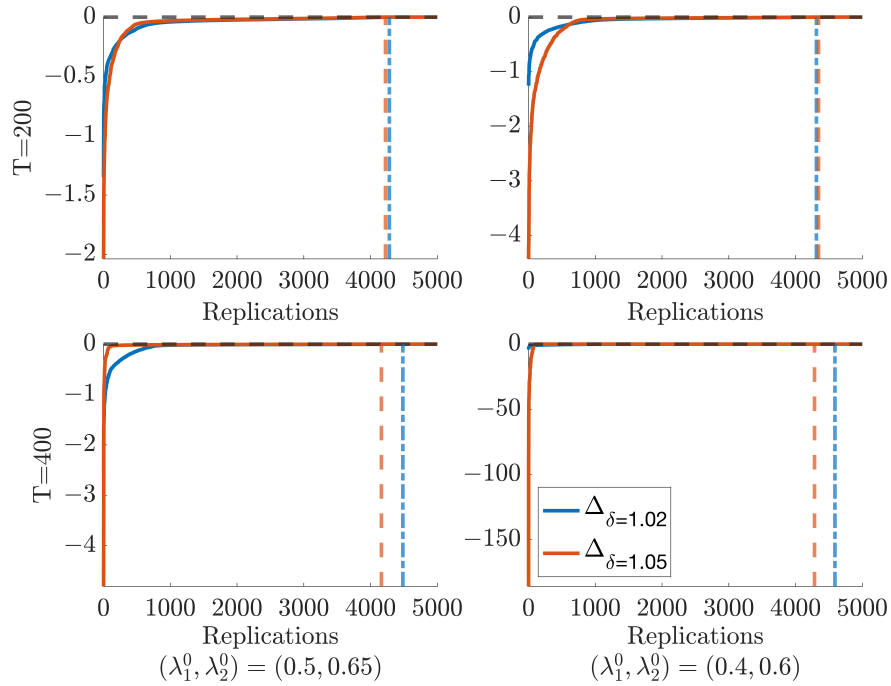 0
−0.5
−1
−1.5
−2
T=200
0 1000 2000 3000 4000 5000
Replications
0
−1
−2
−3
−4
0 1000 2000 3000 4000 5000
Replications
0
−1
−2
−3
−4
T=400
0 1000 2000 3000 4000 5000
Replications
(λ₁⁰, λ₂⁰) = (0.5, 0.65)
0
−50
−100
−150
Δδ=1.02
Δδ=1.05
0 1000 2000 3000 4000 5000
Replications
(λ₁⁰, λ₂⁰) = (0.4, 0.6)